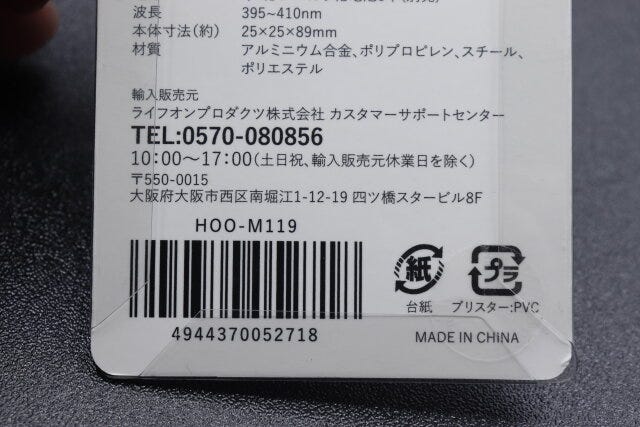 波長 395~410nm
本体寸法(約) 25×25×89mm
材質 アルミニウム合金、ポリプロピレン、スチール、
ポリエステル
輸入販売元
ライフオンプロダクツ株式会社 カスタマーサポートセンター
TEL:0570-080856
10:00~17:00(土日祝、輸入販売元休業日を除く)
〒550-0015
大阪府大阪市西区南堀江1-12-19 四ツ橋スタービル8F
HOO-M119
紙 プラ
台紙 ブリスター:PVC
4944370052718
MADE IN CHINA